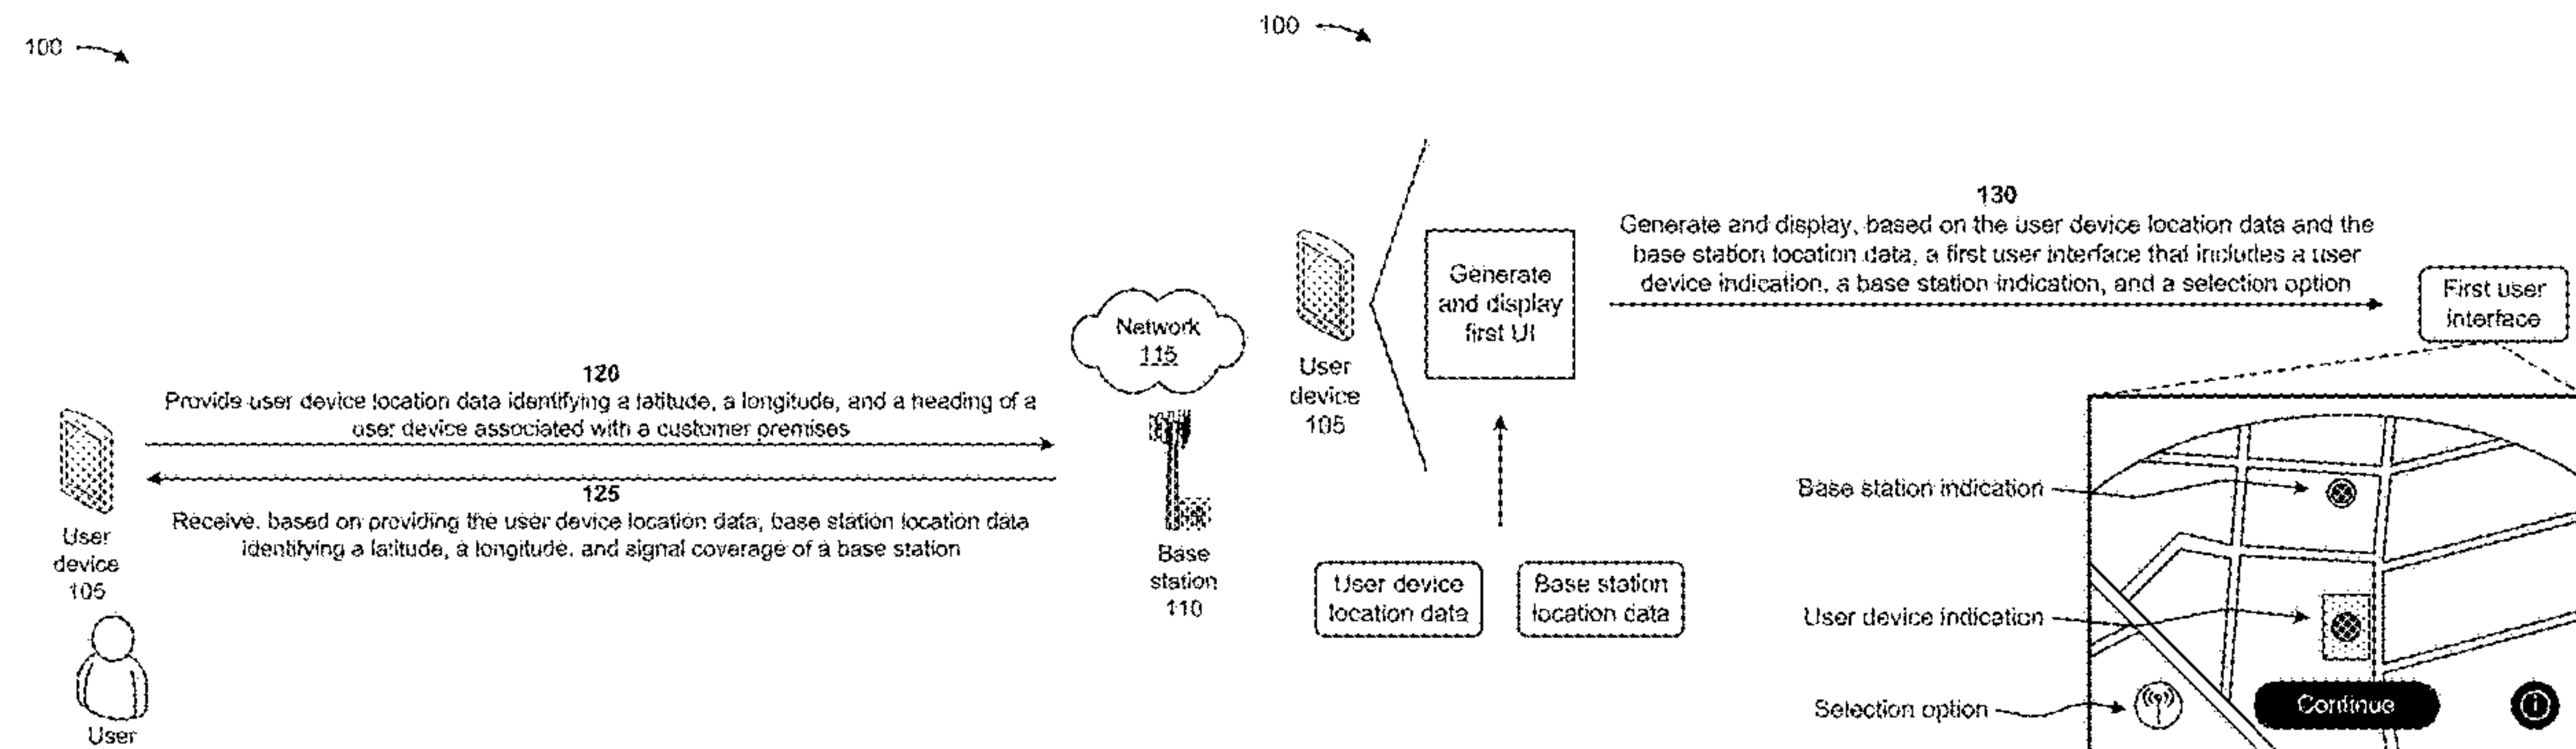 100
120
Provide user device location data identifying a latitude, a longitude, and a heading of a
user device associated with a customer premises
125
Receive, based on providing the user device location data, base station location data
identifying a latitude, a longitude, and signal coverage of a base station
User
device
105
User
Network
115
Base
station
110
100
User
device
105
Generate
and display
first UI
User device
location data
Base station
location data
130
Generate and display, based on the user device location data and the
base station location data, a first user interface that includes a user
device indication, a base station indication, and a selection option
First user
interface
Base station indication
User device indication
Selection option
Continue
i